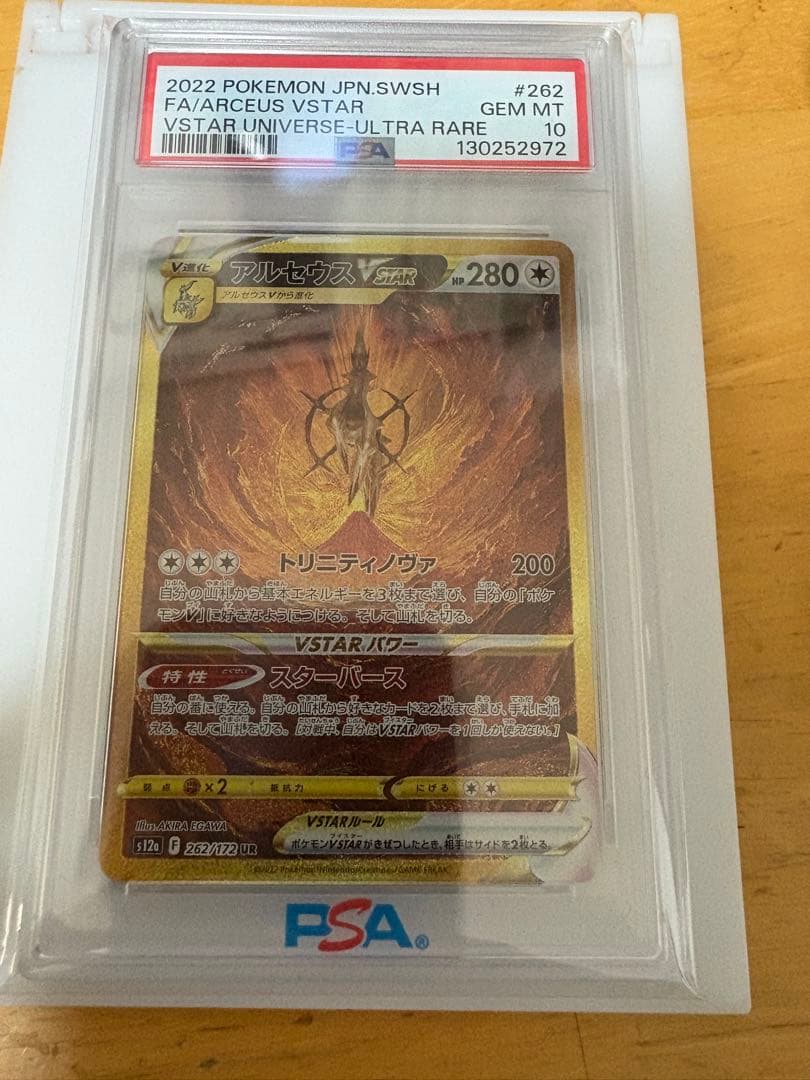 2022 POKEMON JPN.SWSH #262
FA/ARCEUS VSTAR GEM MT
VSTAR UNIVERSE-ULTRA RARE 10
PSA 130252972
V進化 アルセウス VSTAR HP 280
アルセウスVから進化
トリニティノヴァ 200
自分の山札から基本エネルギーを3枚まで選び、自分の「ポケ
モンV」に好きなようにつける。そして山札を切る。
VSTARパワー
特性 スターバース
自分の番に使える。自分の山札から好きなカードを2枚まで選び、手札に加
える。そして山札を切る。[対戦中、自分はVSTARパワーを1回しか使えない。]
弱点 ×2 抵抗力 にげる
Illus. AKIRA EGAWA
VSTARルール
ポケモンVSTARがきぜつしたとき、相手はサイドを2枚とる。
s12a F 262/172 UR
©2022 Pokémon/Nintendo/Creatures/GAME FREAK
PSA®